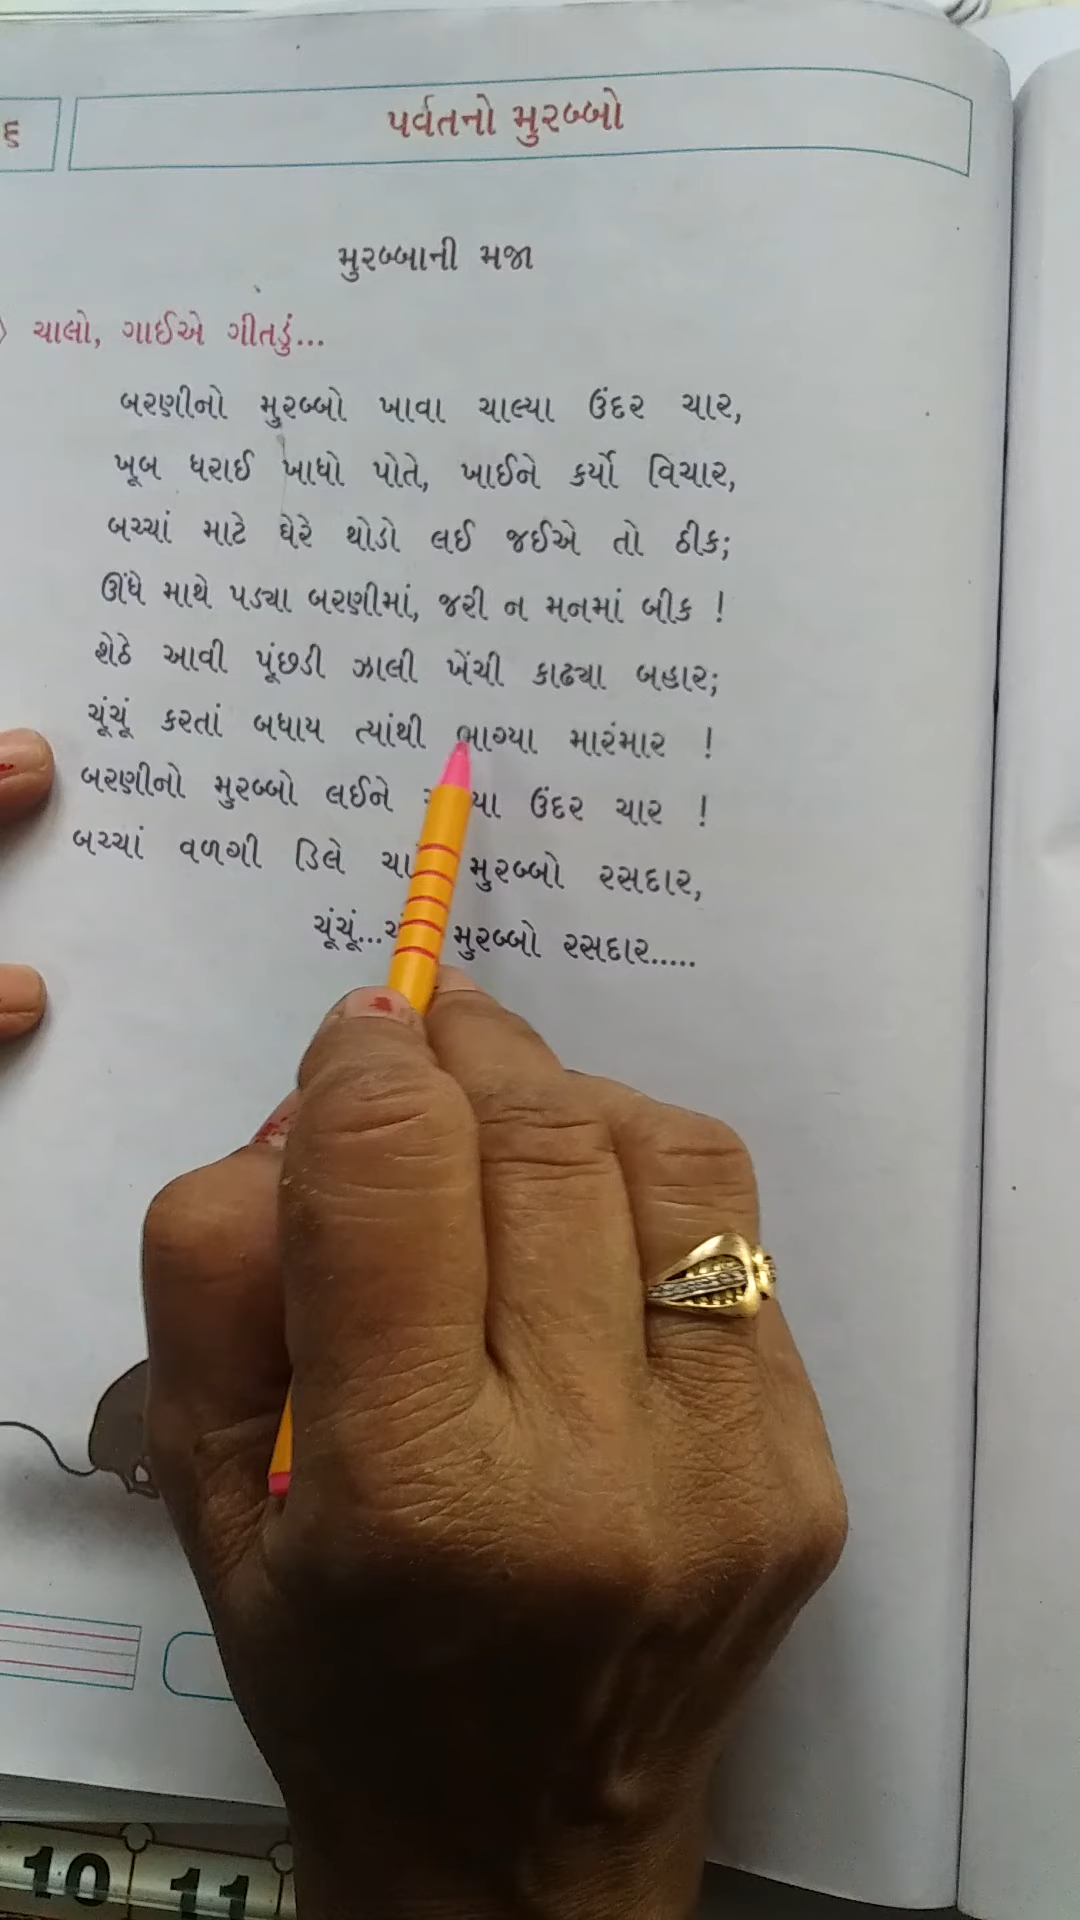 ૬
પર્વતનો મુરબ્બો
મુરબ્બાની મજા
ચાલો, ગાઈએ ગીતડું...
બરણીનો મુરબ્બો ખાવા ચાલ્યા ઉંદર ચાર,
ખૂબ ધરાઈ ખાધો પોતે, ખાઈને કર્યો વિચાર,
બચ્ચાં માટે ઘેરે થોડો લઈ જઈએ તો ઠીક;
ઊંધે માથે પડ્યા બરણીમાં, જરી ન મનમાં બીક !
શેઠે આવી પૂંછડી ઝાલી ખેંચી કાઢ્યા બહાર;
ચૂંચૂં કરતાં બધાય ત્યાંથી ભાગ્યા મારંમાર !
બરણીનો મુરબ્બો લઈને ઉંદર ચાર !
બચ્ચાં વળગી ડિલે મુરબ્બો રસદાર,
ચૂંચૂં... મુરબ્બો રસદાર.....
10 11